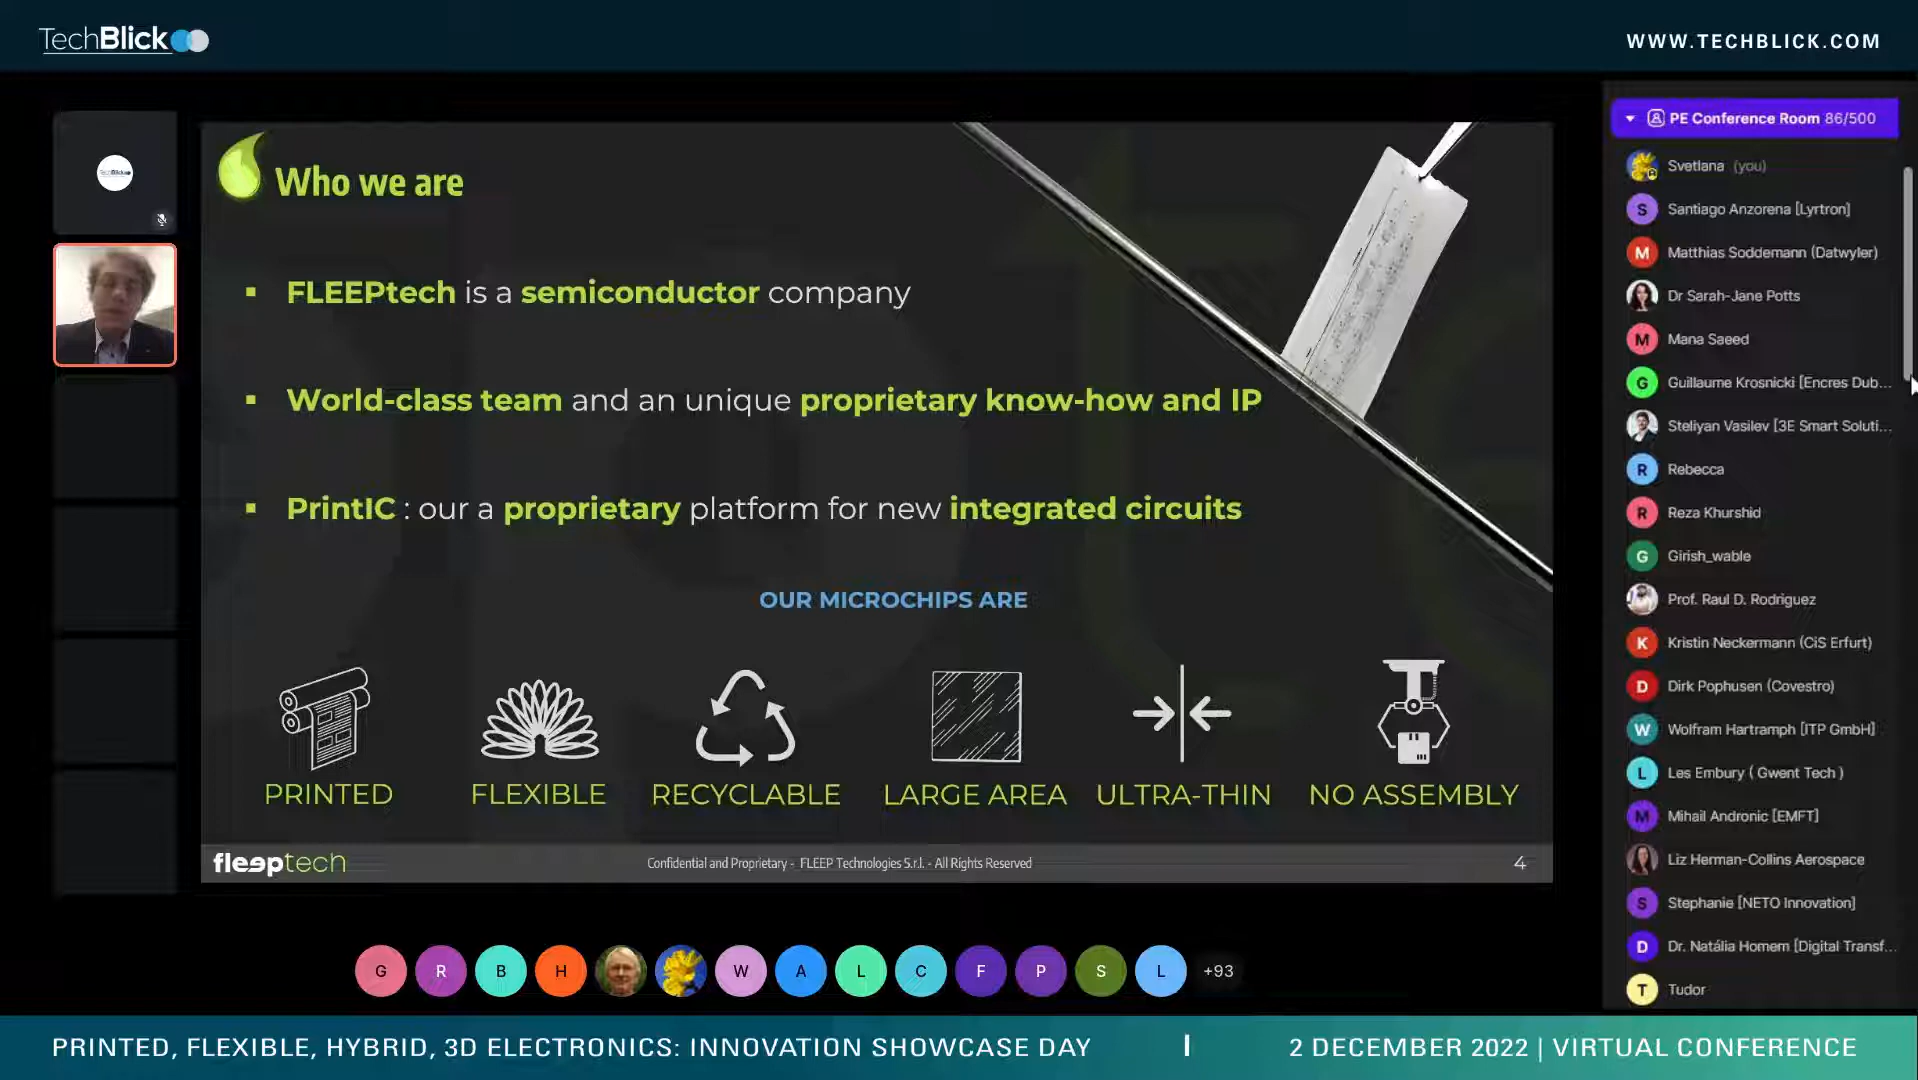 TechBlick
WWW.TECHBLICK.COM
Who we are
▪ FLEEPtech is a semiconductor company
▪ World-class team and an unique proprietary know-how and IP
▪ PrintIC : our a proprietary platform for new integrated circuits
OUR MICROCHIPS ARE
PRINTED
FLEXIBLE
RECYCLABLE
LARGE AREA
ULTRA-THIN
NO ASSEMBLY
fleeptech
Confidential and Proprietary - FLEEP Technologies S.r.l. - All Rights Reserved
4
PE Conference Room 86/500
Svetlana (you)
S Santiago Anzorena [Lyrtron]
M Matthias Soddemann (Datwyler)
Dr Sarah-Jane Potts
M Mana Saeed
G Guillaume Krosnicki [Encres Dub...
Steliyan Vasilev [3E Smart Soluti...
R Rebecca
R Reza Khurshid
G Girish_wable
Prof. Raul D. Rodriguez
K Kristin Neckermann (CiS Erfurt)
D Dirk Pophusen (Covestro)
W Wolfram Hartramph [ITP GmbH]
L Les Embury ( Gwent Tech )
M Mihail Andronic [EMFT]
Liz Herman-Collins Aerospace
S Stephanie [NETO Innovation]
D Dr. Natália Homem [Digital Transf...
T Tudor
G R B H W A L C F P S L +93
PRINTED, FLEXIBLE, HYBRID, 3D ELECTRONICS: INNOVATION SHOWCASE DAY | 2 DECEMBER 2022 | VIRTUAL CONFERENCE